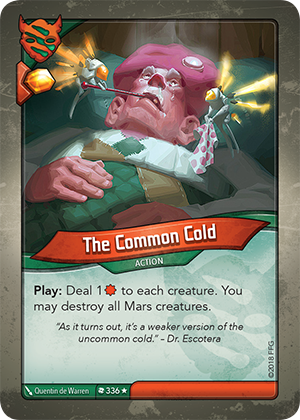 The Common Cold
ACTION
Play: Deal 1 to each creature. You
may destroy all Mars creatures.
"As it turns out, it's a weaker version of the
uncommon cold." - Dr. Escotera
©2018 FFG
Quentin de Warren
336